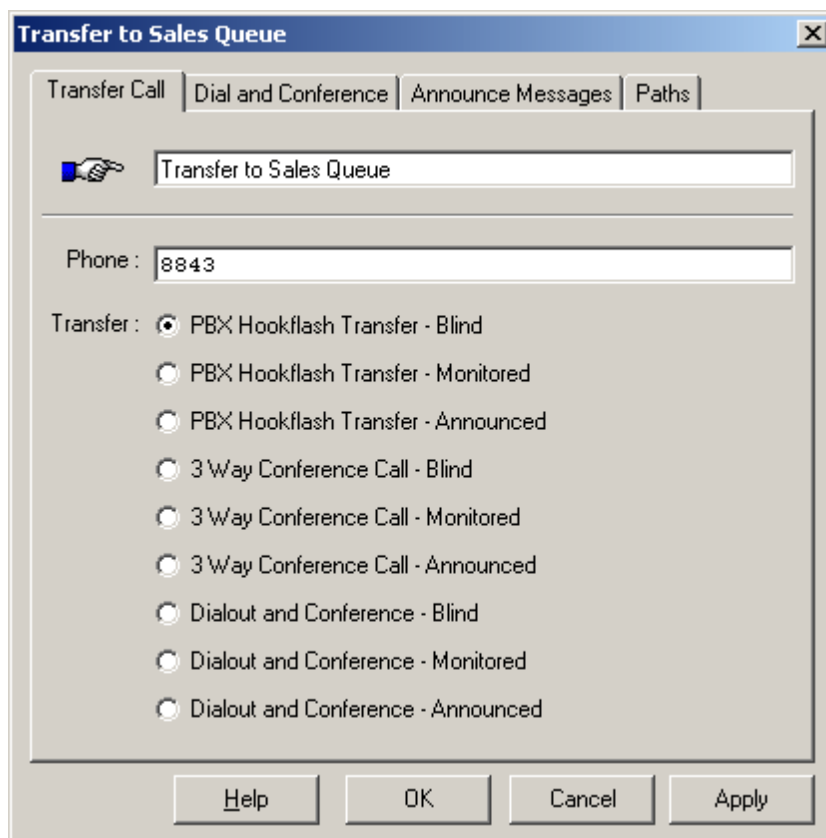 Transfer to Sales Queue
Transfer Call Dial and Conference Announce Messages Paths
Transfer to Sales Queue
Phone : 8843
Transfer : PBX Hookflash Transfer - Blind
PBX Hookflash Transfer - Monitored
PBX Hookflash Transfer - Announced
3 Way Conference Call - Blind
3 Way Conference Call - Monitored
3 Way Conference Call - Announced
Dialout and Conference - Blind
Dialout and Conference - Monitored
Dialout and Conference - Announced
Help OK Cancel Apply